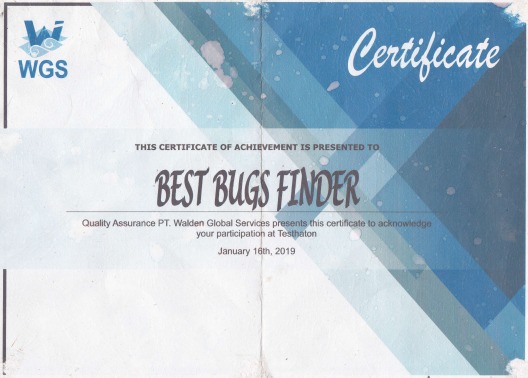 WGS
Certificate
THIS CERTIFICATE OF ACHIEVEMENT IS PRESENTED TO
BEST BUGS FINDER
Quality Assurance PT. Walden Global Services presents this certificate to acknowledge
your participation at Testhaton
January 16th, 2019